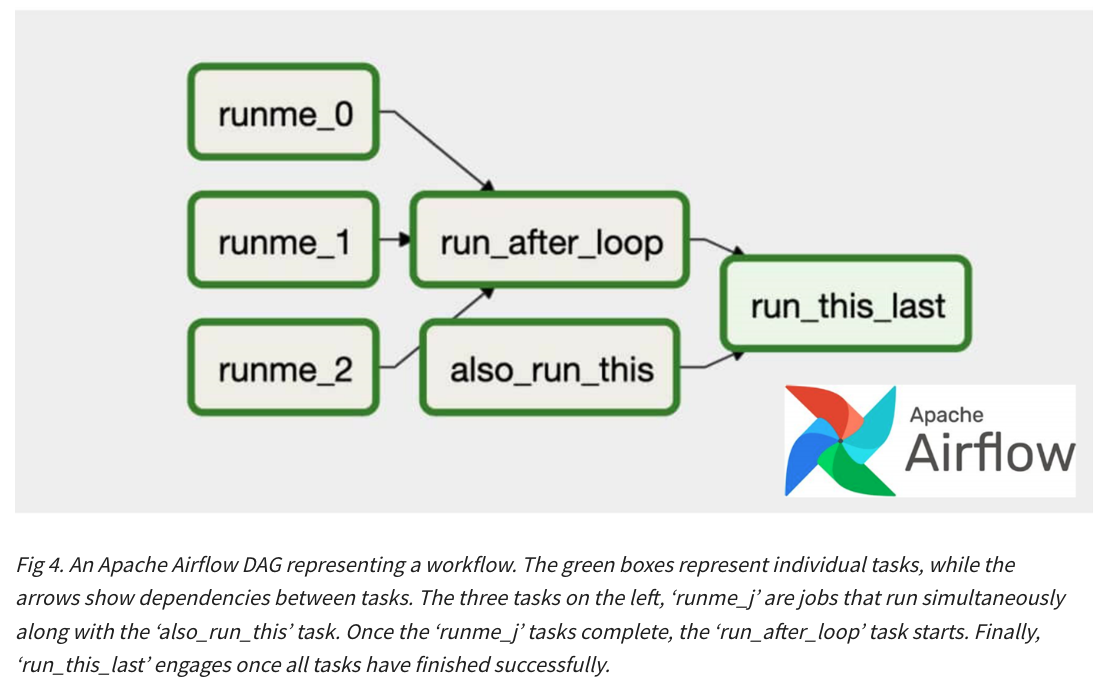 runme_0
runme_1
run_after_loop
run_this_last
runme_2
also_run_this
Apache
Airflow
Fig 4. An Apache Airflow DAG representing a workflow. The green boxes represent individual tasks, while the
arrows show dependencies between tasks. The three tasks on the left, ‘runme_j’ are jobs that run simultaneously
along with the ‘also_run_this’ task. Once the ‘runme_j’ tasks complete, the ‘run_after_loop’ task starts. Finally,
‘run_this_last’ engages once all tasks have finished successfully.